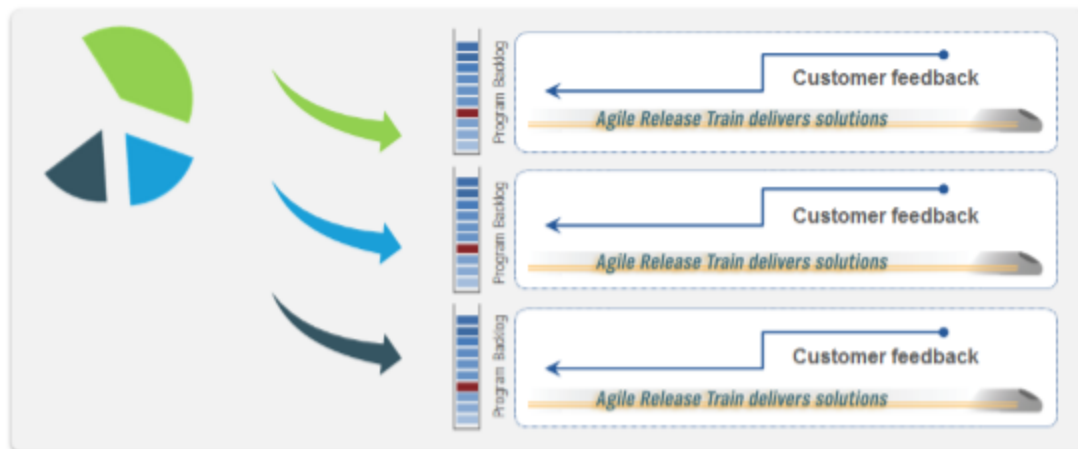 Program Backlog
Customer feedback
Agile Release Train delivers solutions
Program Backlog
Customer feedback
Agile Release Train delivers solutions
Program Backlog
Customer feedback
Agile Release Train delivers solutions